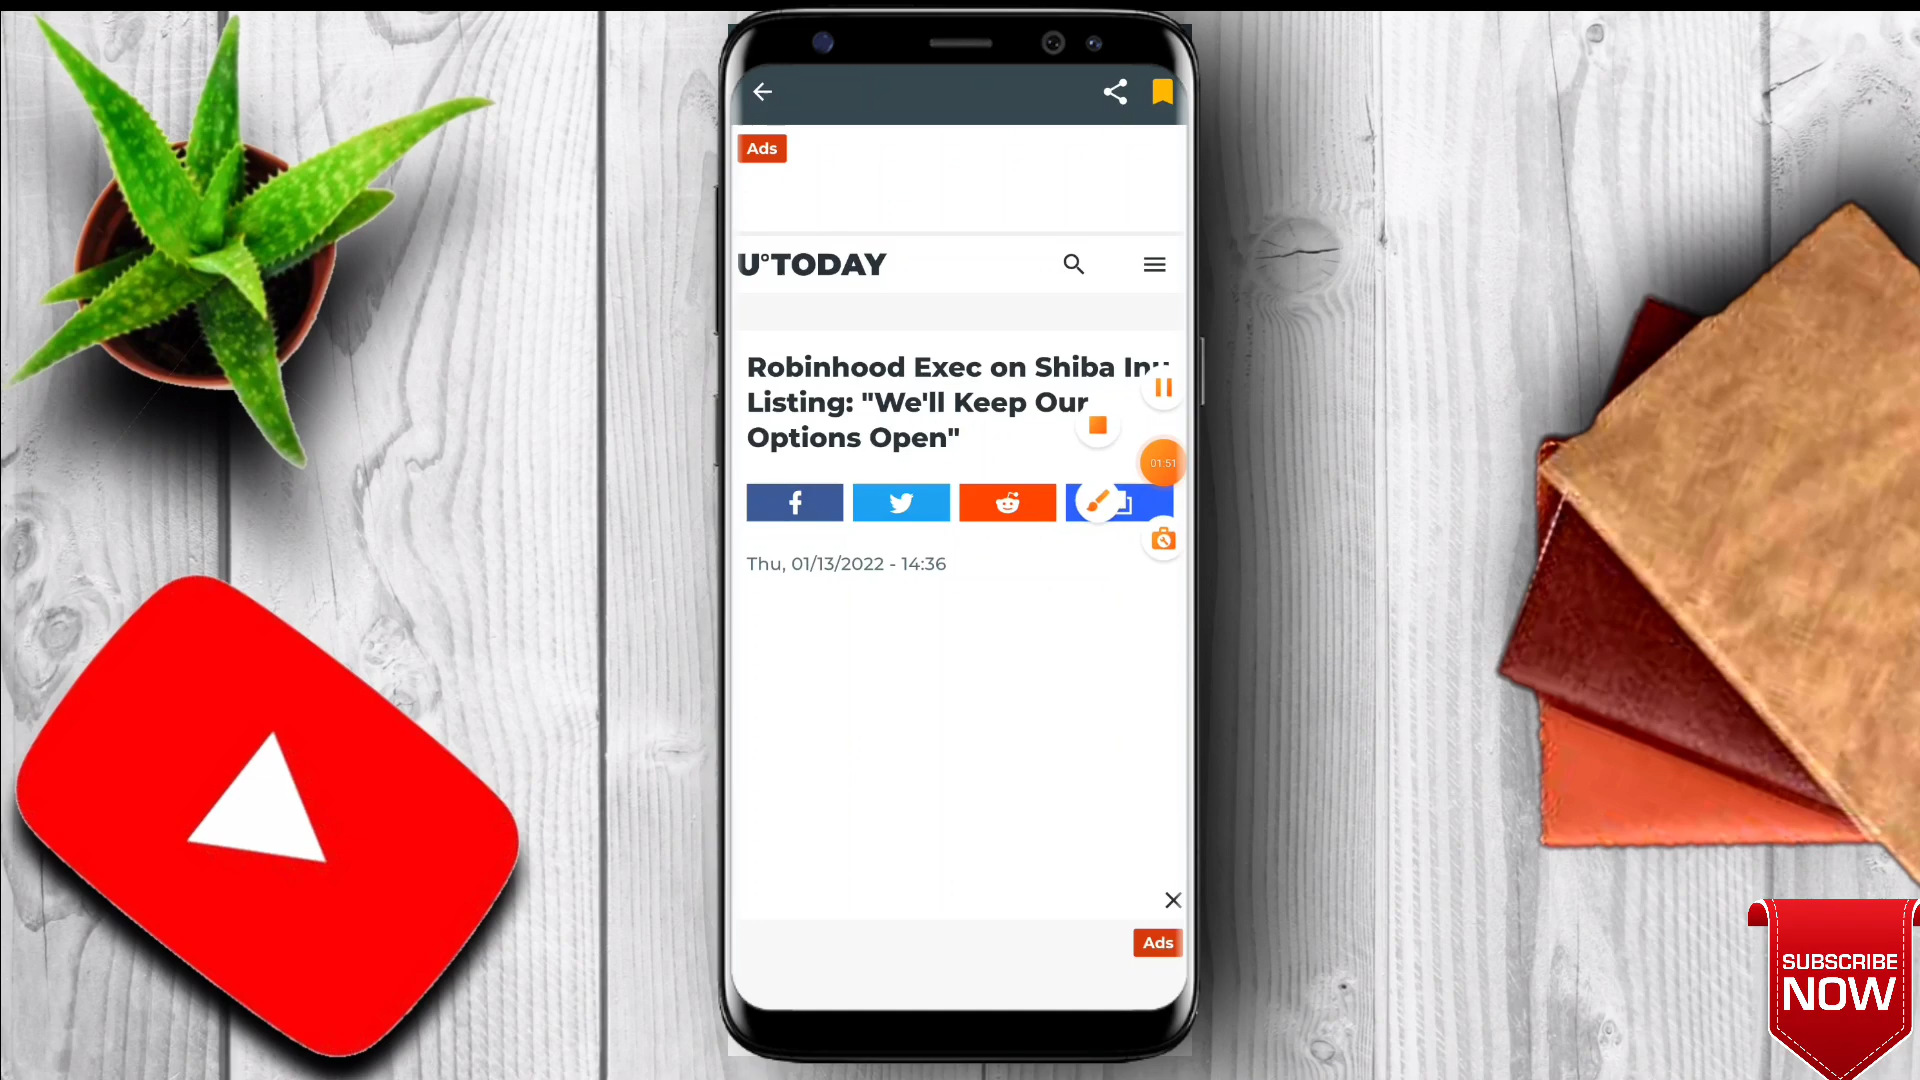 Ads
U°TODAY
Robinhood Exec on Shiba Inu
Listing: "We'll Keep Our
Options Open"
01:51
Thu, 01/13/2022 - 14:36
Ads
SUBSCRIBE
NOW